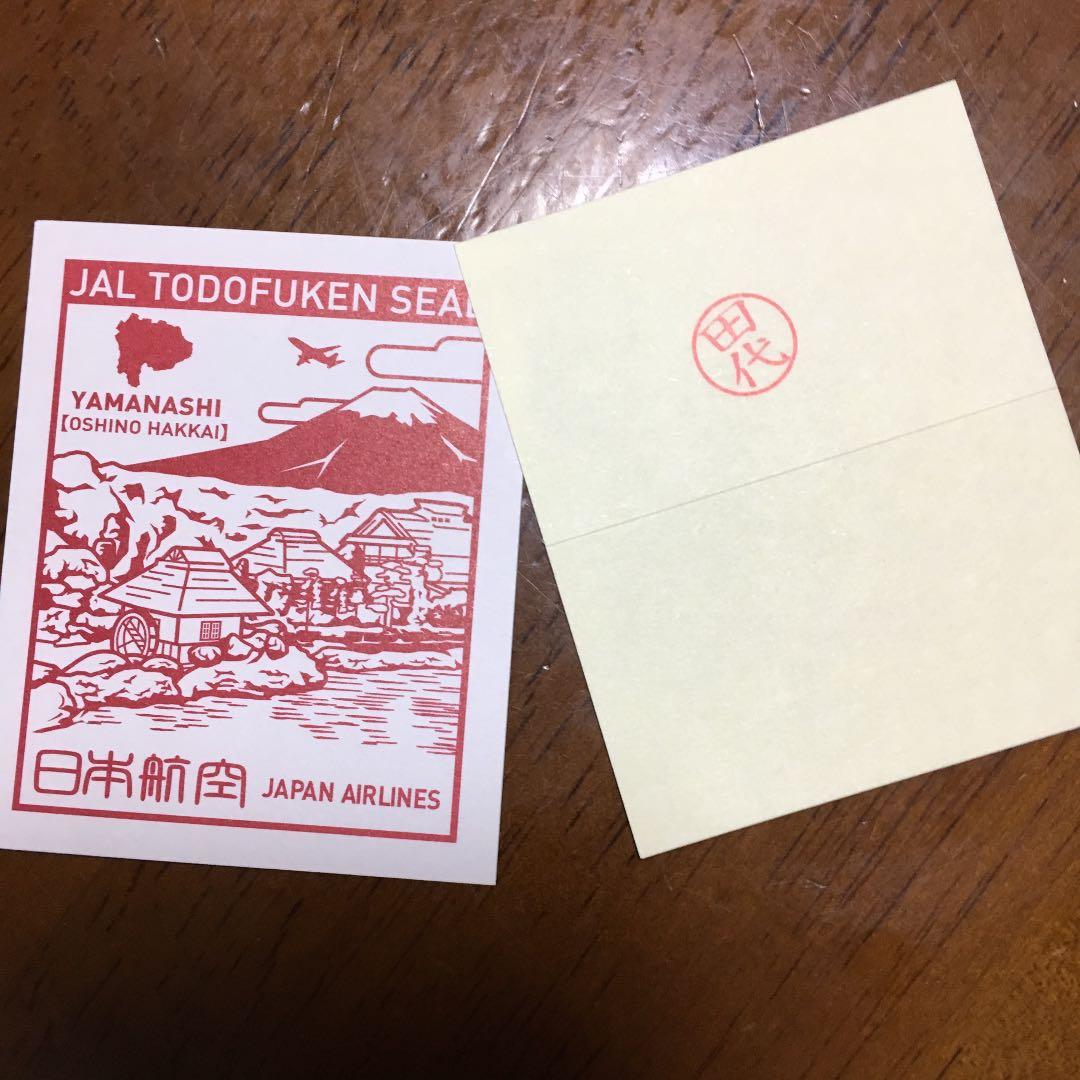 JAL TODOFUKEN SEAL
YAMANASHI
【OSHINO HAKKAI】
日本航空 JAPAN AIRLINES
田代